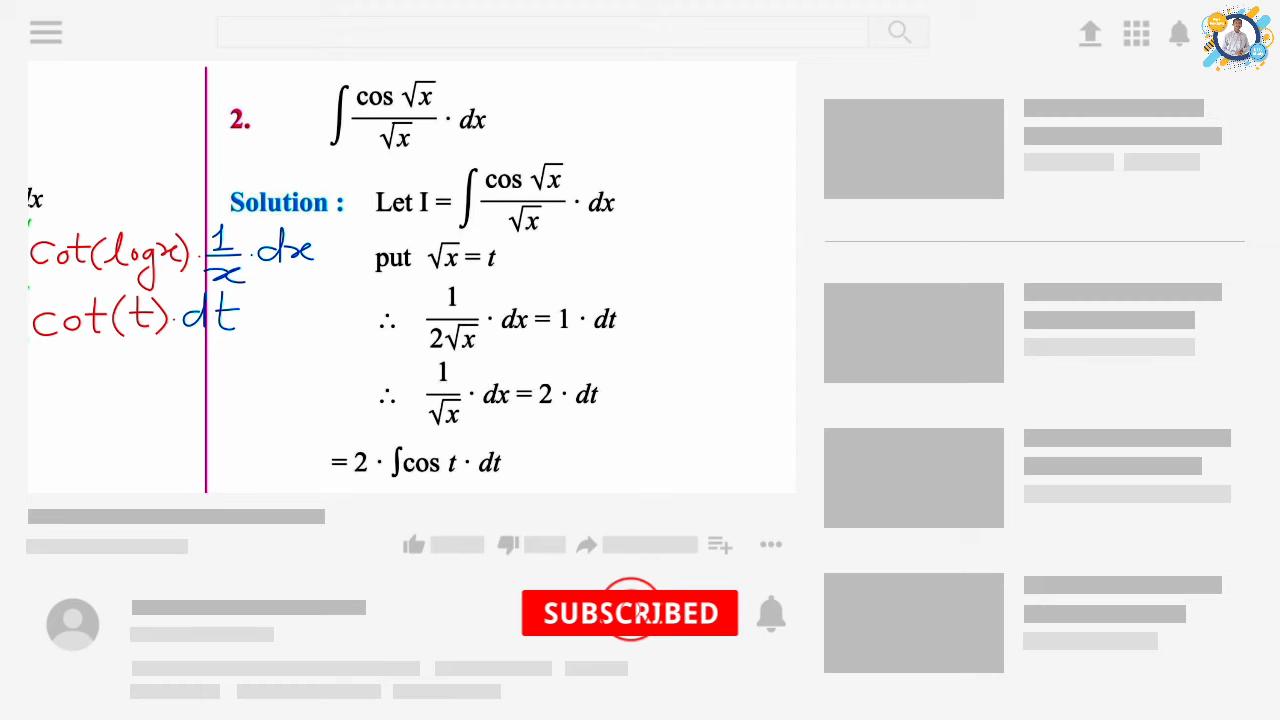 2. ∫ cos √x / √x · dx
Solution : Let I = ∫ cos √x / √x · dx
put √x = t
∴ 1 / 2√x · dx = 1 · dt
∴ 1 / √x · dx = 2 · dt
= 2 · ∫cos t · dt
cot(logx) · 1/x · dx
cot(t) · dt
SUBSCRIBED